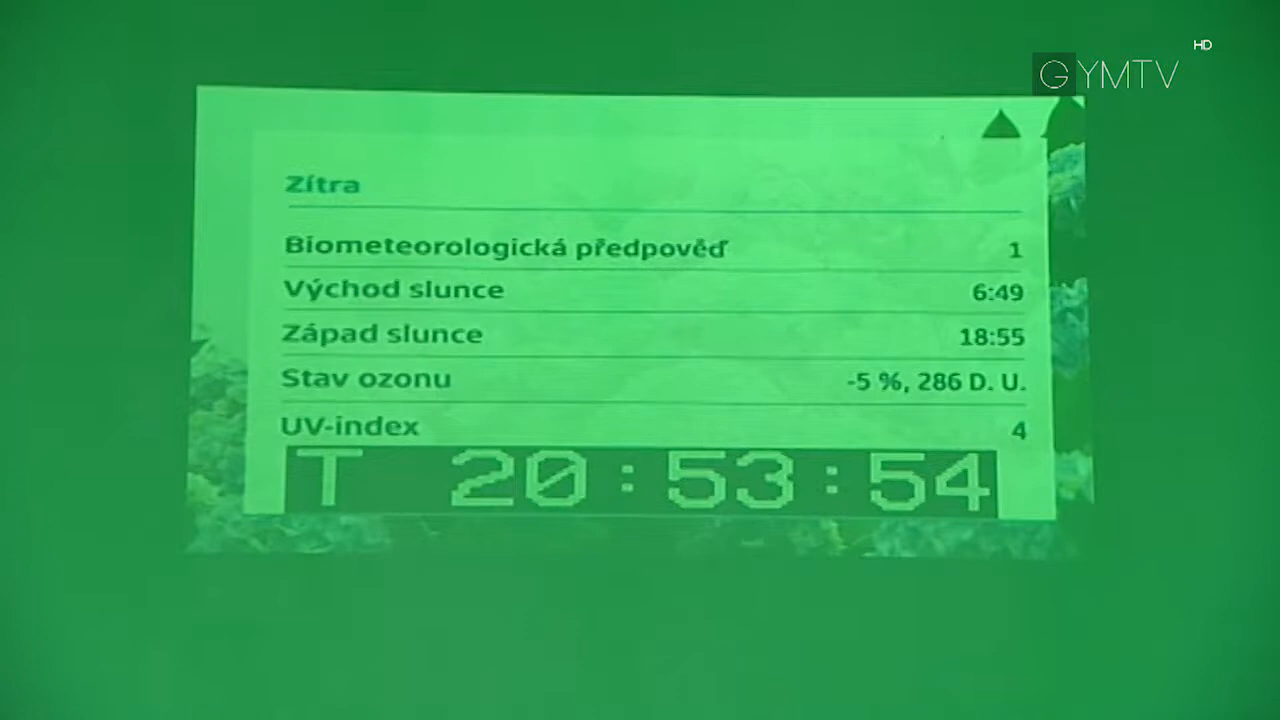 HD
GYMTV
Zítra
Biometeorologická předpověď 1
Východ slunce 6:49
Západ slunce 18:55
Stav ozonu -5 %, 286 D. U.
UV-index 4
T 20:53:54